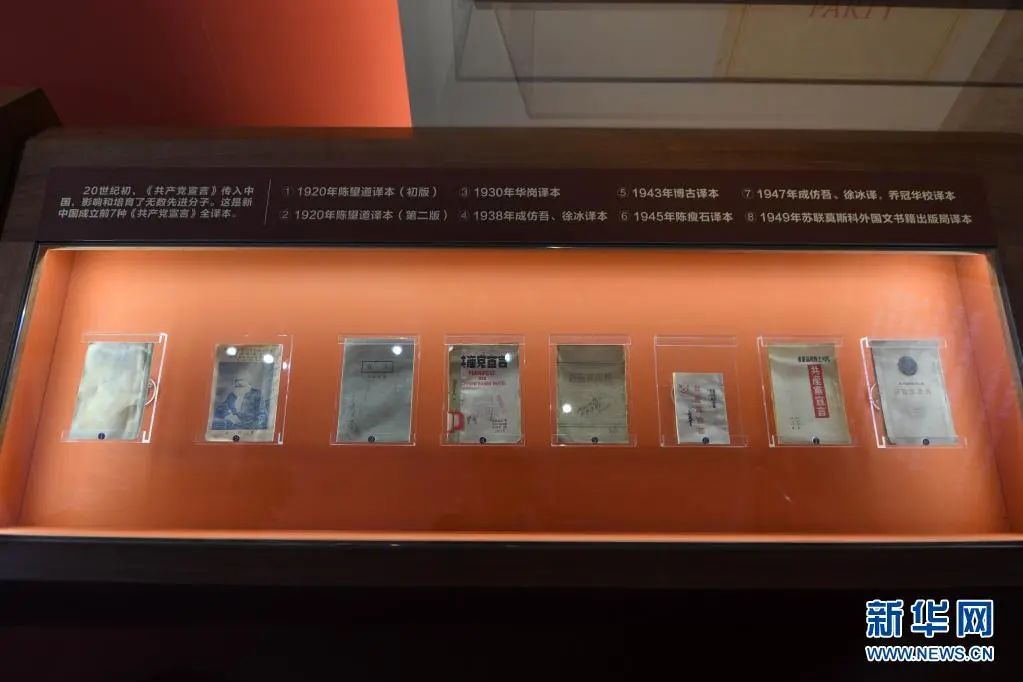 PARTY
20世纪初，《共产党宣言》传入中
国，影响和培育了无数先进分子。这是新
中国成立前7种《共产党宣言》全译本。
① 1920年陈望道译本（初版）
② 1920年陈望道译本（第二版）
③ 1930年华岗译本
④ 1938年成仿吾、徐冰译本
⑤ 1943年博古译本
⑥ 1945年陈瘦石译本
⑦ 1947年成仿吾、徐冰译，乔冠华校译本
⑧ 1949年苏联莫斯科外国文书籍出版局译本
共產黨宣言
新华网
WWW.NEWS.CN